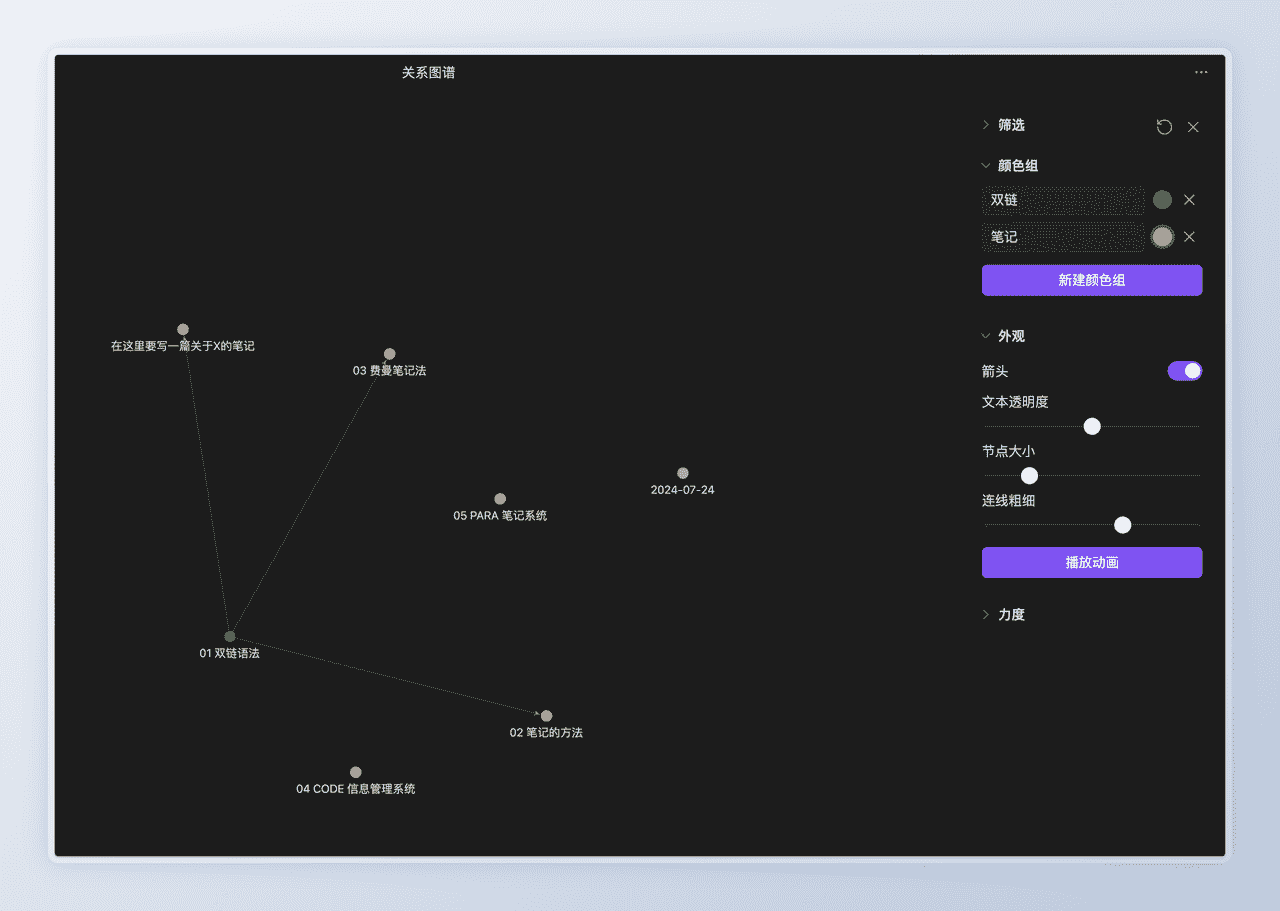 关系图谱
筛选
颜色组
双链
笔记
新建颜色组
外观
箭头
文本透明度
节点大小
连线粗细
播放动画
力度
在这里要写一篇关于X的笔记
03 费曼笔记法
2024-07-24
05 PARA 笔记系统
01 双链语法
02 笔记的方法
04 CODE 信息管理系统